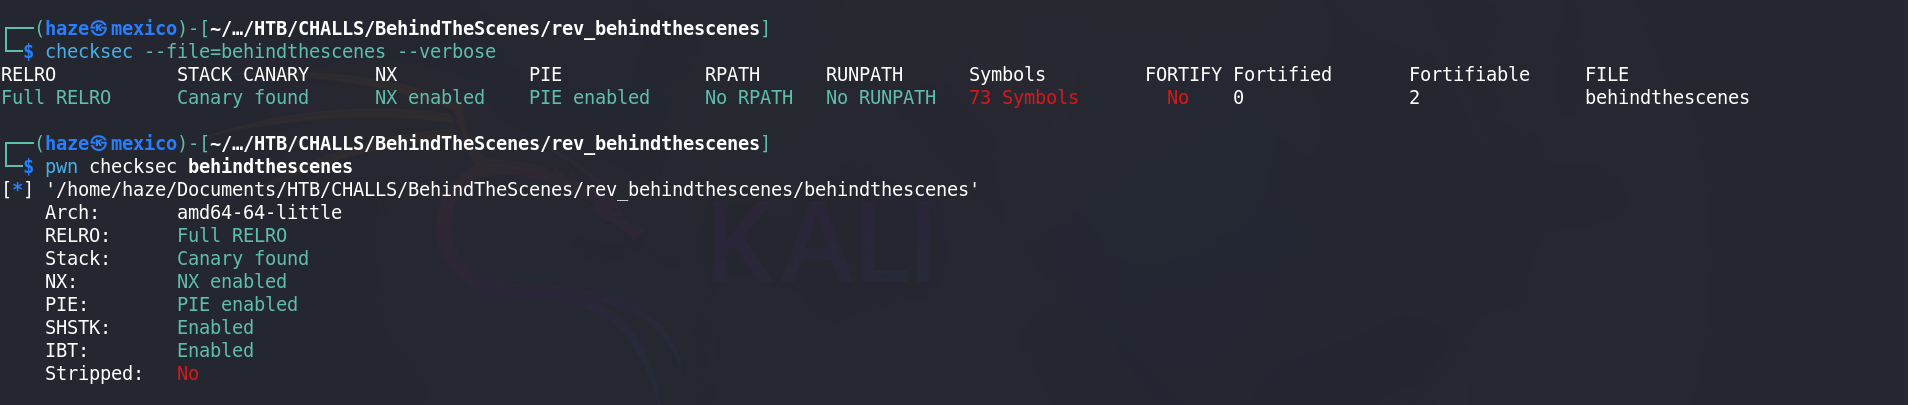 ┌──(haze㉿mexico)-[~/…/HTB/CHALLS/BehindTheScenes/rev_behindthescenes]
└─$ checksec --file=behindthescenes --verbose
RELRO STACK CANARY NX PIE RPATH RUNPATH Symbols FORTIFY Fortified Fortifiable FILE
Full RELRO Canary found NX enabled PIE enabled No RPATH No RUNPATH 73 Symbols No 0 2 behindthescenes
┌──(haze㉿mexico)-[~/…/HTB/CHALLS/BehindTheScenes/rev_behindthescenes]
└─$ pwn checksec behindthescenes
[*] '/home/haze/Documents/HTB/CHALLS/BehindTheScenes/rev_behindthescenes/behindthescenes'
Arch: amd64-64-little
RELRO: Full RELRO
Stack: Canary found
NX: NX enabled
PIE: PIE enabled
SHSTK: Enabled
IBT: Enabled
Stripped: No
KALI